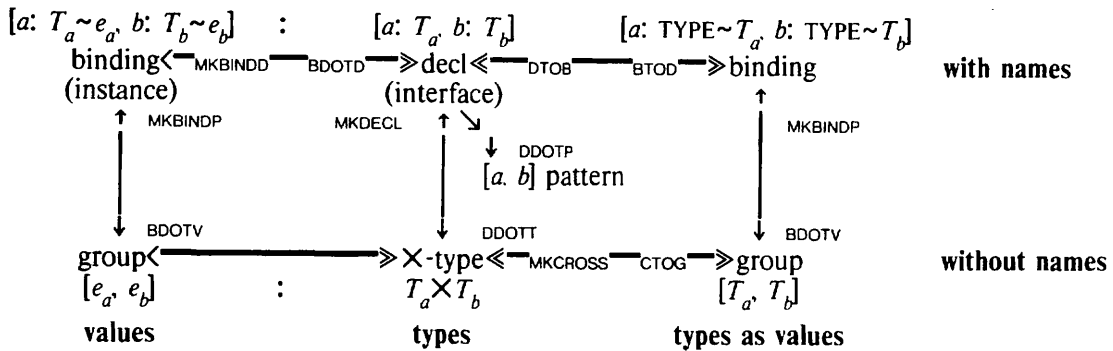 [a: T_a~e_a, b: T_b~e_b] : [a: T_a, b: T_b] [a: TYPE~T_a, b: TYPE~T_b]
binding MKBINDD BDOTD decl DTOB BTOD binding with names
(instance) (interface)
MKBINDP MKDECL MKBINDP
DDOTP
[a, b] pattern
BDOTV DDOTT BDOTV
group ×-type MKCROSS CTOG group without names
[e_a, e_b] : T_a×T_b [T_a, T_b]
values types types as values